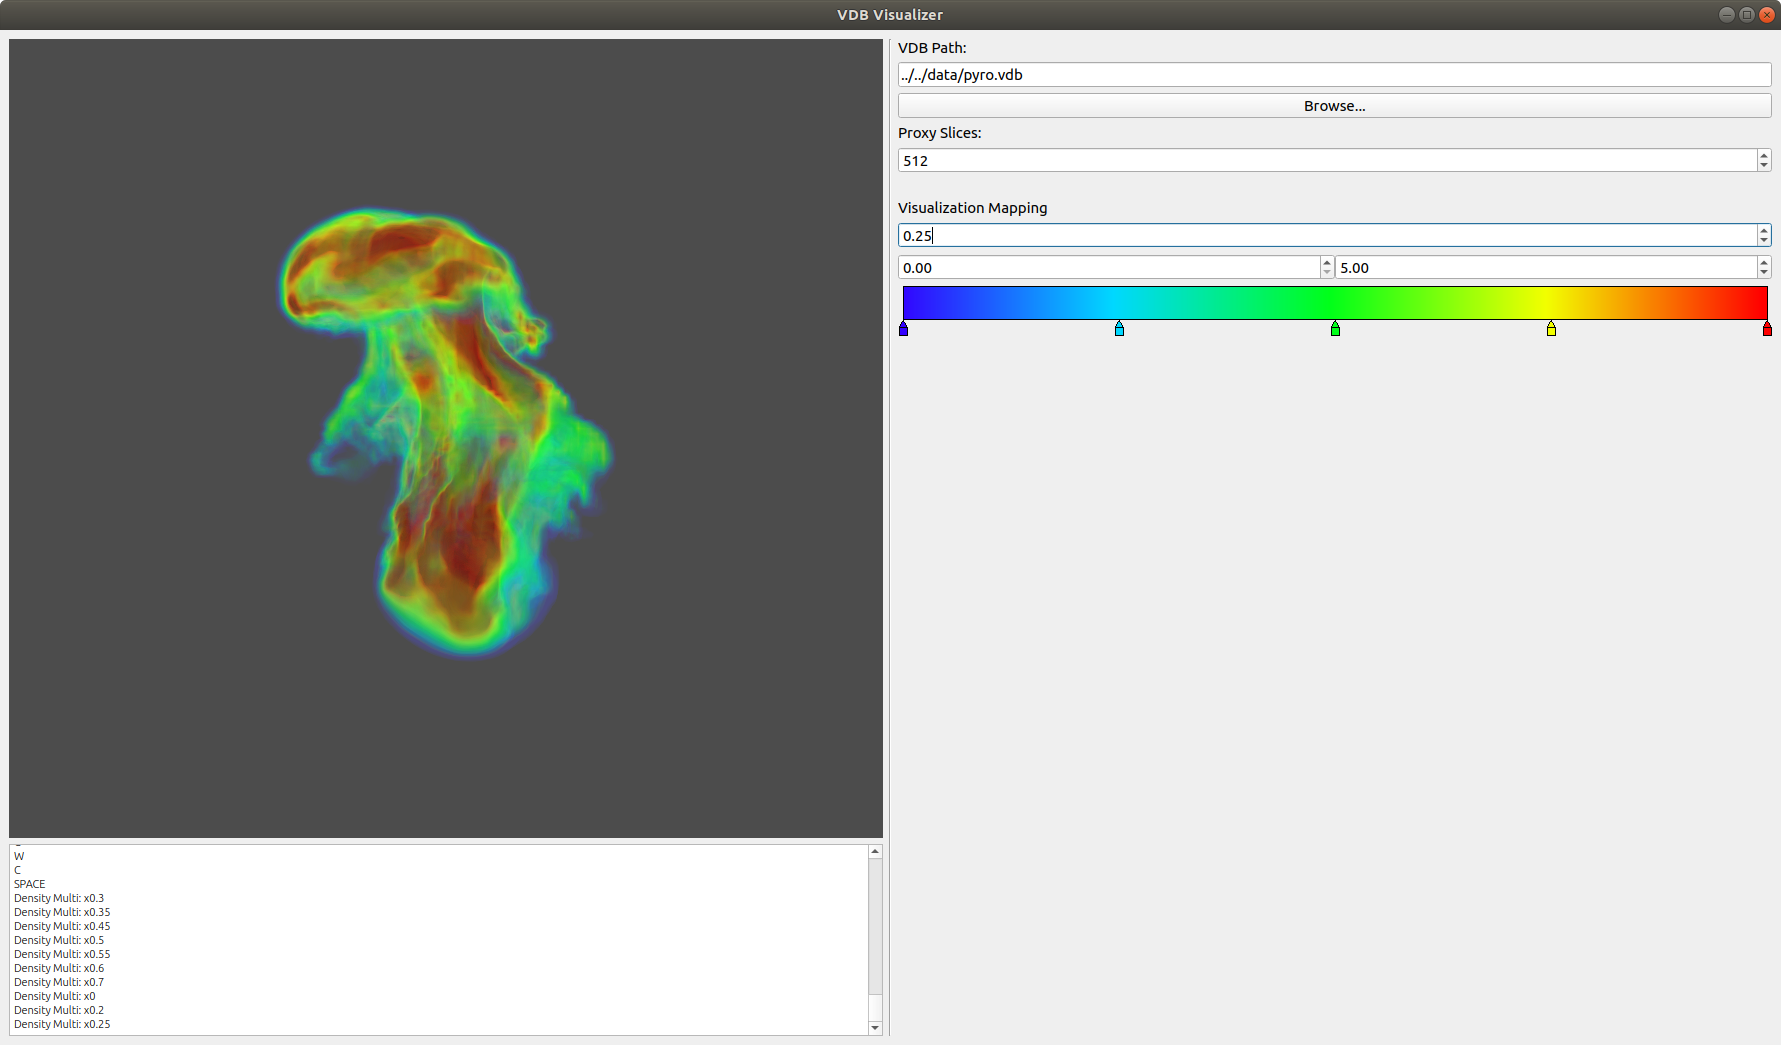 VDB Visualizer
VDB Path:
../../data/pyro.vdb
Browse...
Proxy Slices:
512
Visualization Mapping
0.25
0.00 5.00
W
C
SPACE
Density Multi: x0.3
Density Multi: x0.35
Density Multi: x0.45
Density Multi: x0.5
Density Multi: x0.55
Density Multi: x0.6
Density Multi: x0.7
Density Multi: x0
Density Multi: x0.2
Density Multi: x0.25